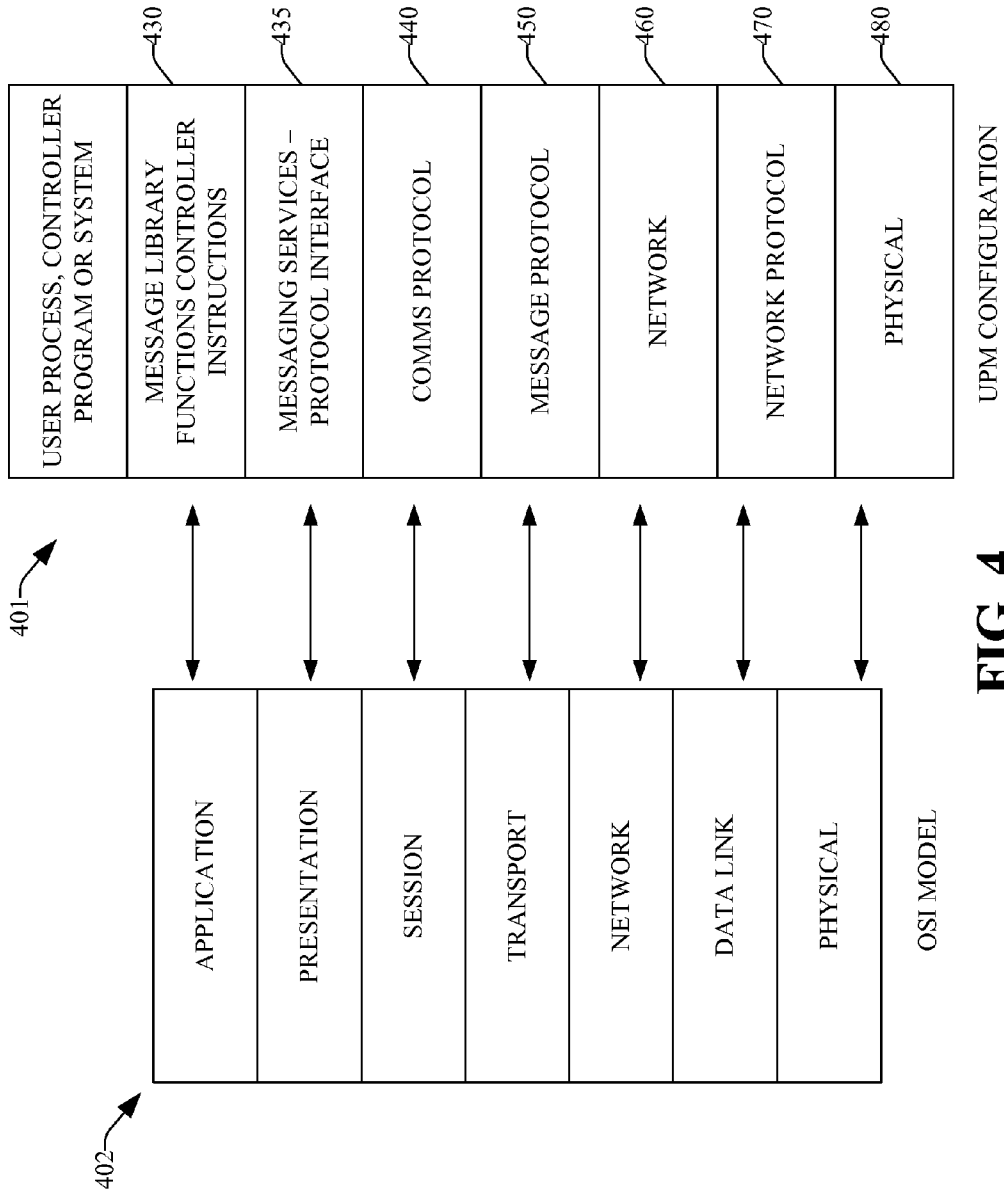 401
402
APPLICATION
PRESENTATION
SESSION
TRANSPORT
NETWORK
DATA LINK
PHYSICAL
OSI MODEL
USER PROCESS, CONTROLLER
PROGRAM OR SYSTEM
MESSAGE LIBRARY
FUNCTIONS CONTROLLER
INSTRUCTIONS
430
MESSAGING SERVICES –
PROTOCOL INTERFACE
435
COMMS PROTOCOL
440
MESSAGE PROTOCOL
450
NETWORK
460
NETWORK PROTOCOL
470
PHYSICAL
480
UPM CONFIGURATION
FIG. 4